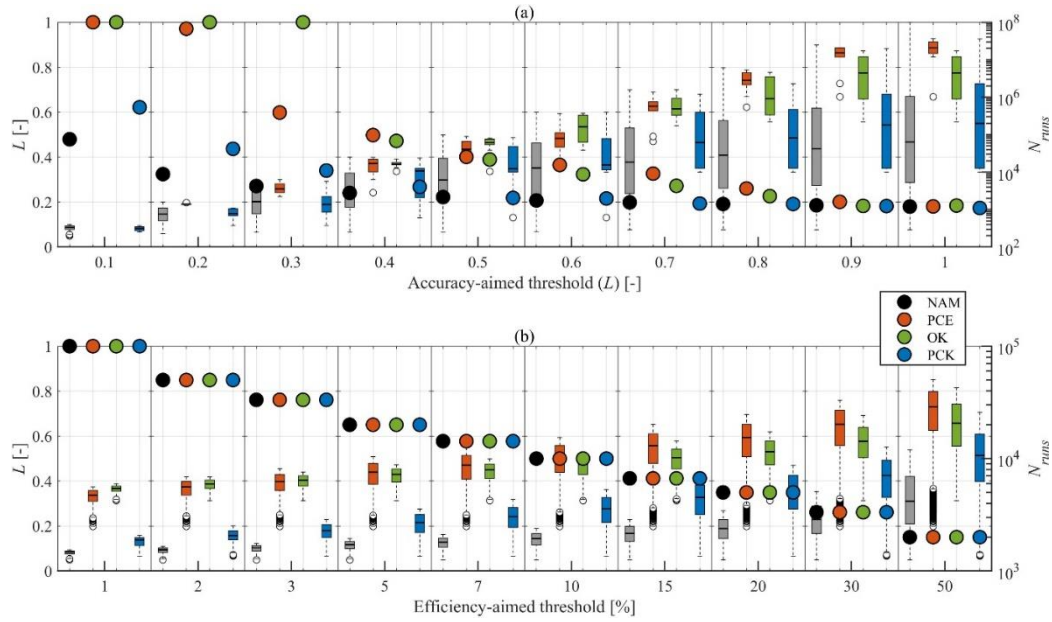 (a)
1
0.8
0.6
0.4
0.2
0
L [-]
10^8
10^6
10^4
10^2
N_runs
0.1 0.2 0.3 0.4 0.5 0.6 0.7 0.8 0.9 1
Accuracy-aimed threshold (L) [-]
NAM
PCE
OK
PCK
(b)
1
0.8
0.6
0.4
0.2
0
L [-]
10^5
10^4
10^3
N_runs
1 2 3 5 7 10 15 20 30 50
Efficiency-aimed threshold [%]